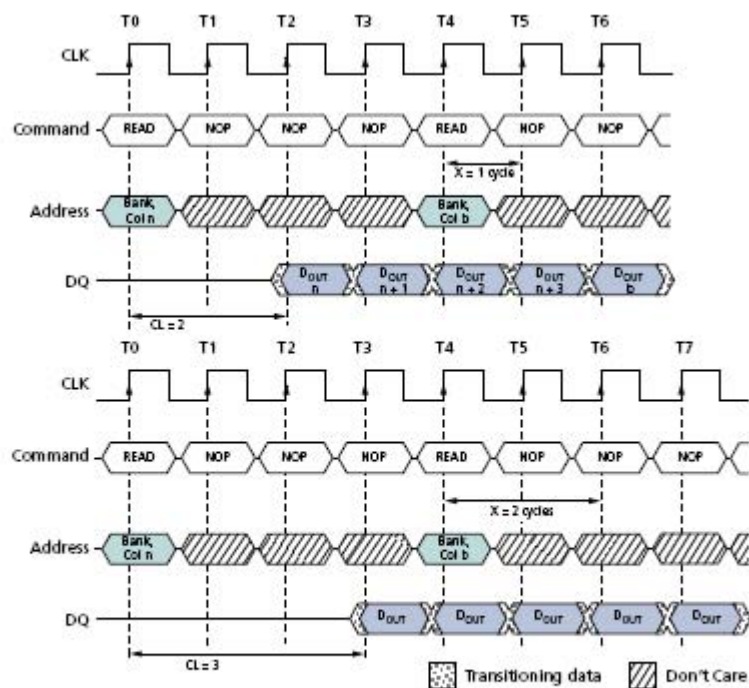 T0 T1 T2 T3 T4 T5 T6
CLK
Command READ NOP NOP NOP READ NOP NOP
X = 1 cycle
Address Bank, Col n Bank, Col b
DQ DOUT n DOUT n + 1 DOUT n + 2 DOUT n + 3 DOUT b
CL = 2
T0 T1 T2 T3 T4 T5 T6 T7
CLK
Command READ NOP NOP NOP READ NOP NOP NOP
X = 2 cycles
Address Bank, Col n Bank, Col b
DQ DOUT DOUT DOUT DOUT DOUT
CL = 3
Transitioning data Don't Care